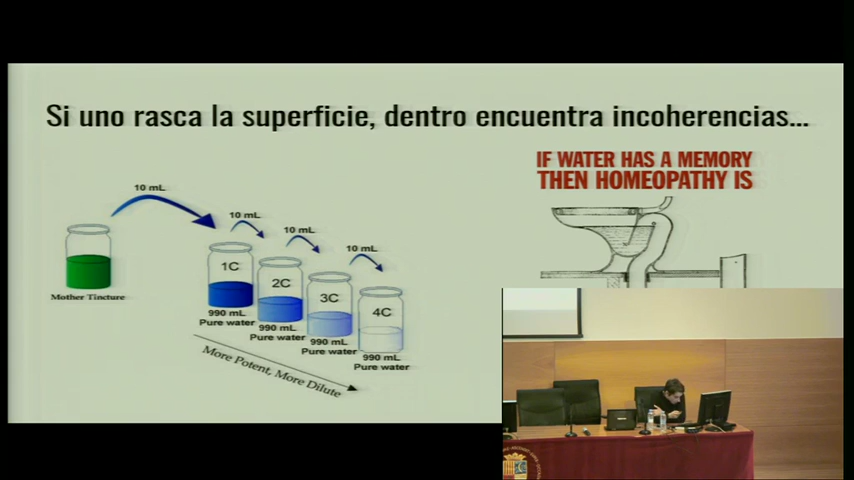 Si uno rasca la superficie, dentro encuentra incoherencias...
IF WATER HAS A MEMORY
THEN HOMEOPATHY IS
10 mL
10 mL
10 mL
10 mL
1C
2C
3C
4C
Mother Tincture
990 mL
Pure water
990 mL
Pure water
990 mL
Pure water
990 mL
Pure water
More Potent, More Dilute